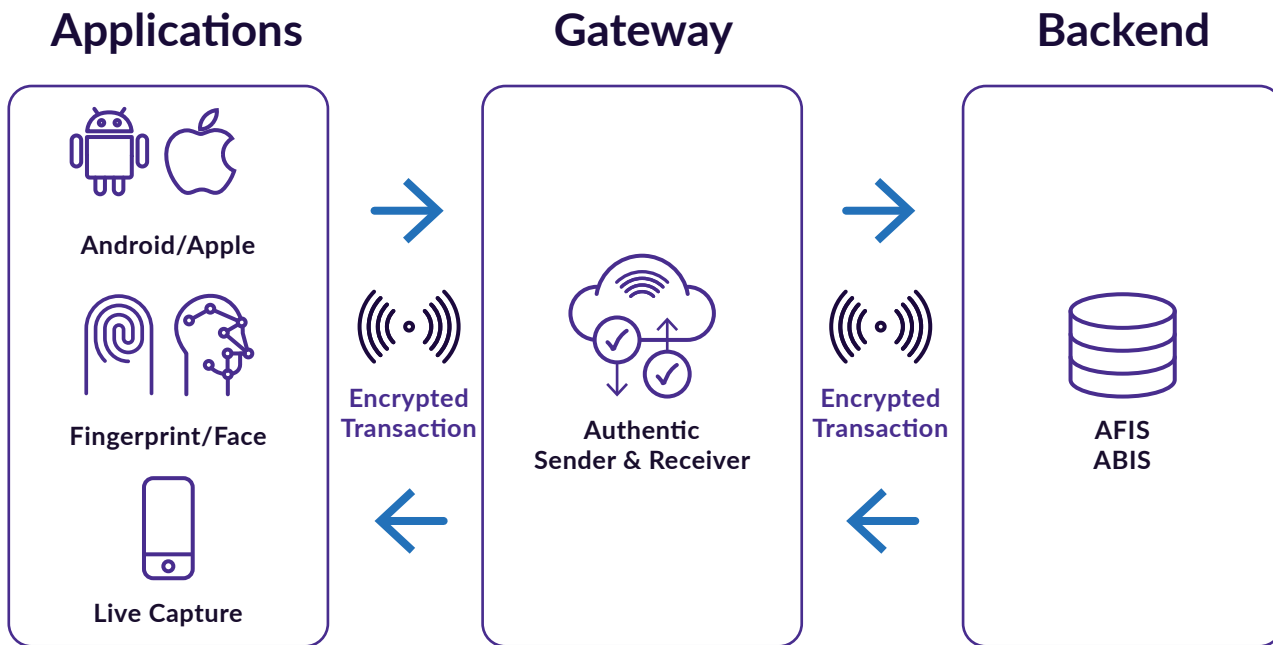 Applications
Gateway
Backend
Android/Apple
Fingerprint/Face
Live Capture
Encrypted
Transaction
Authentic
Sender & Receiver
Encrypted
Transaction
AFIS
ABIS